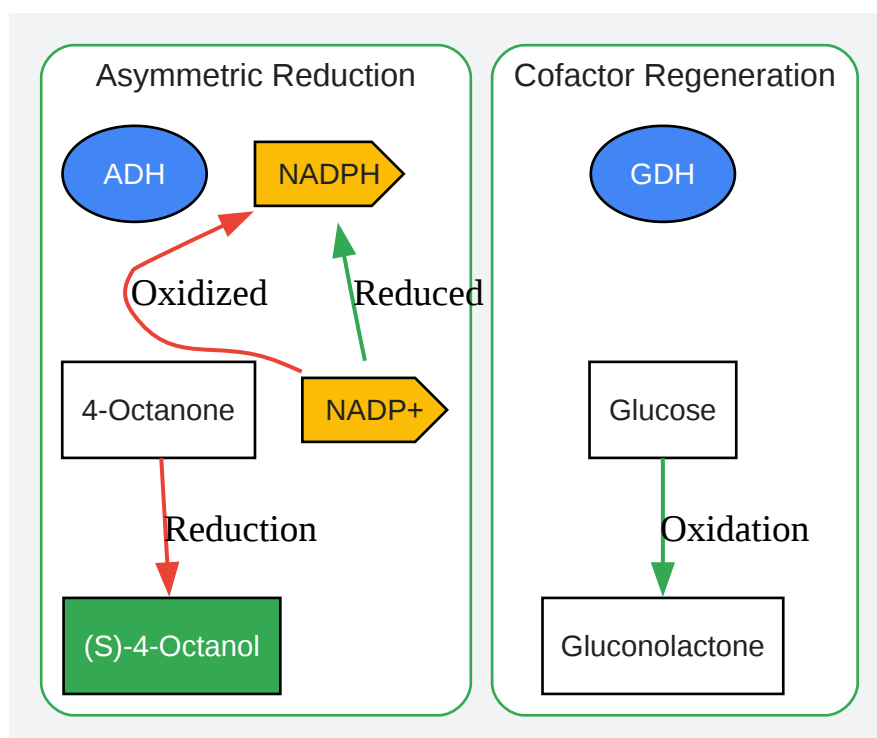 Asymmetric Reduction
ADH
NADPH
Oxidized
Reduced
4-Octanone
NADP+
Reduction
(S)-4-Octanol
Cofactor Regeneration
GDH
Glucose
Oxidation
Gluconolactone